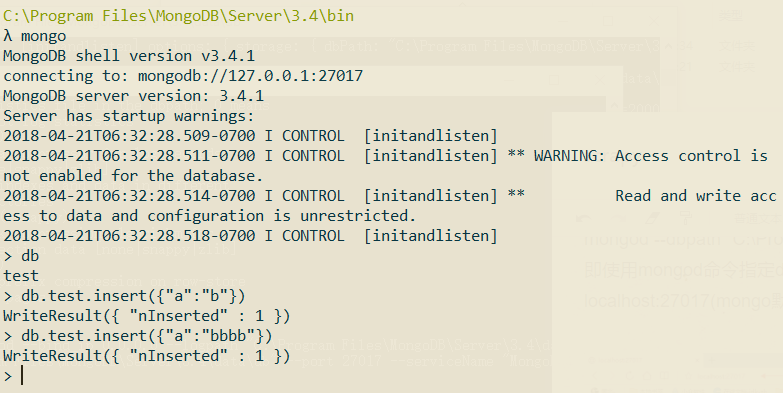 C:\Program Files\MongoDB\Server\3.4\bin
λ mongo
MongoDB shell version v3.4.1
connecting to: mongodb://127.0.0.1:27017
MongoDB server version: 3.4.1
Server has startup warnings:
2018-04-21T06:32:28.509-0700 I CONTROL  [initandlisten]
2018-04-21T06:32:28.511-0700 I CONTROL  [initandlisten] ** WARNING: Access control is
not enabled for the database.
2018-04-21T06:32:28.514-0700 I CONTROL  [initandlisten] **          Read and write acc
ess to data and configuration is unrestricted.
2018-04-21T06:32:28.518-0700 I CONTROL  [initandlisten]
> db
test
> db.test.insert({"a":"b"})
WriteResult({ "nInserted" : 1 })
> db.test.insert({"a":"bbbb"})
WriteResult({ "nInserted" : 1 })
>